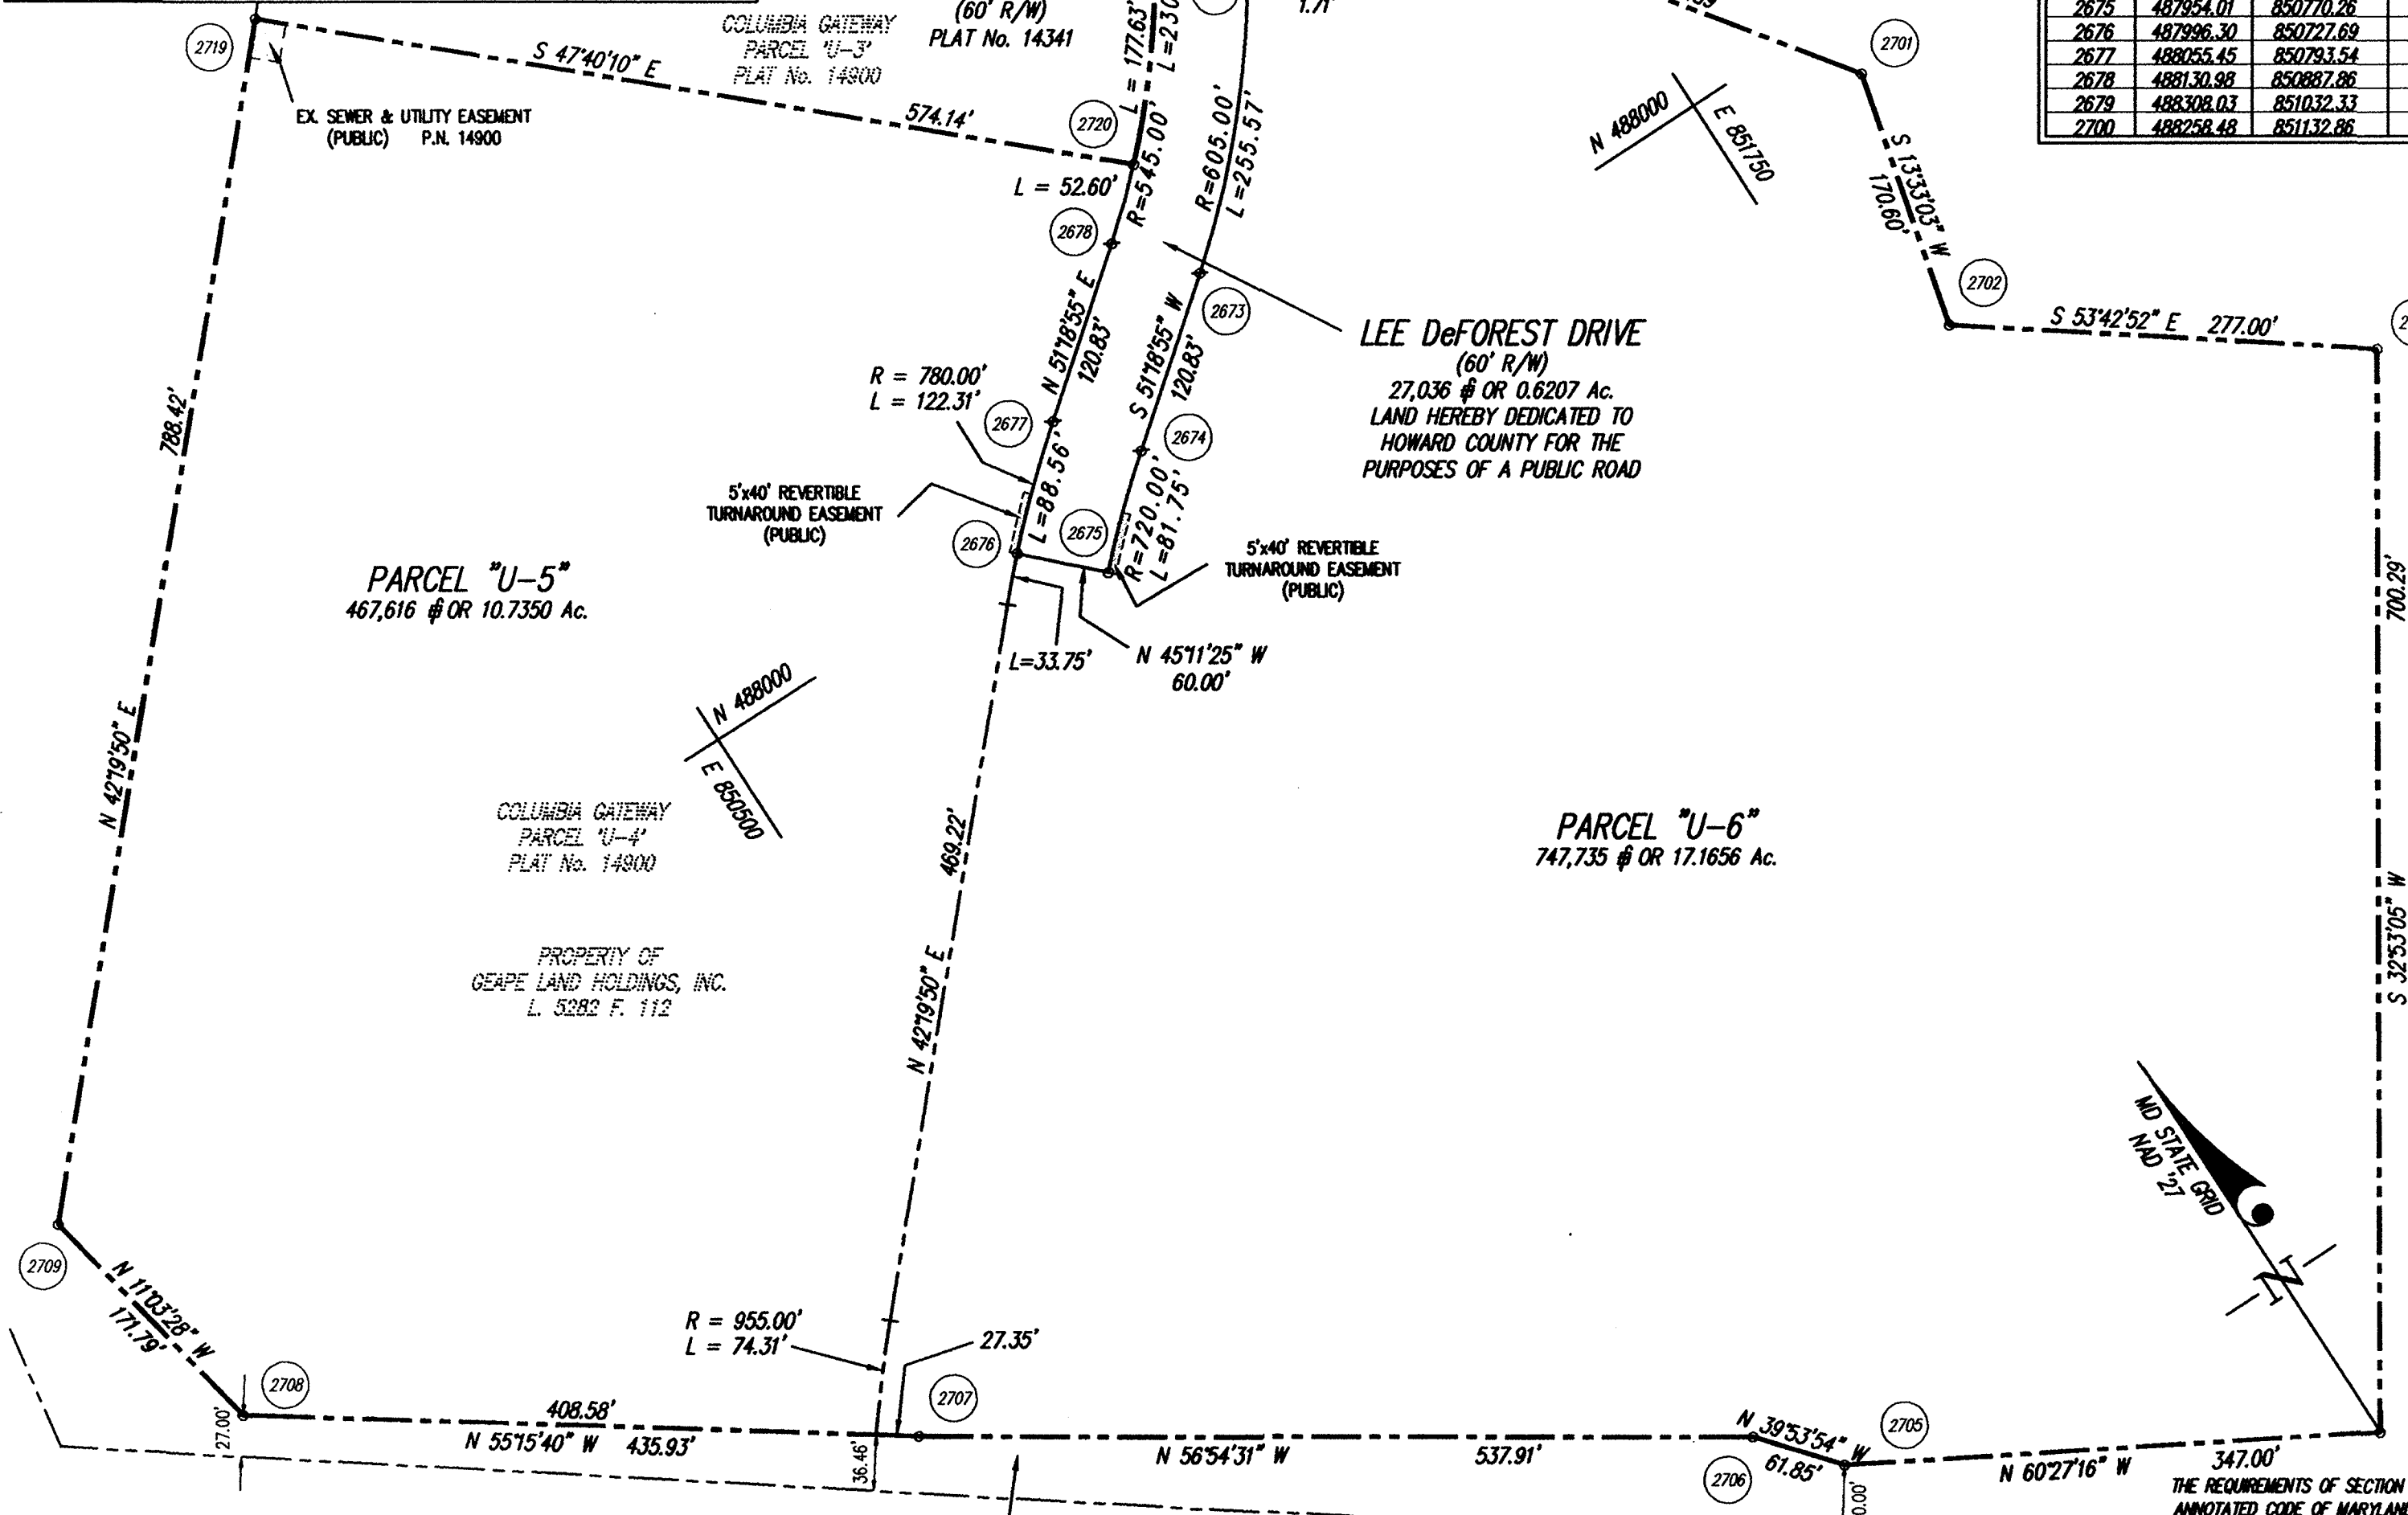 2719
S 47°40'10" E
574.14'
COLUMBIA GATEWAY
PARCEL 'U-3'
PLAT No. 14900
(60' R/W)
PLAT No. 14341
L = 177.63'
L=230
1.71'
EX. SEWER & UTILITY EASEMENT
(PUBLIC) P.N. 14900
2720
L = 52.60'
R=545.00'
R=605.00'
L=255.57'
2678
2673
N 488000
E 851750
2701
S 13°33'03" W
170.60'
2702
S 53°42'52" E 277.00'
2675 487954.01 850770.26
2676 487996.30 850727.69
2677 488055.45 850793.54
2678 488130.98 850887.86
2679 488308.03 851032.33
2700 488258.48 851132.86
LEE DeFOREST DRIVE
(60' R/W)
27,036 ⌗ OR 0.6207 Ac.
LAND HEREBY DEDICATED TO
HOWARD COUNTY FOR THE
PURPOSES OF A PUBLIC ROAD
N 51°18'55" E
120.83'
S 51°18'55" W
120.83'
R = 780.00'
L = 122.31'
2677
2674
L=88.56'
R=720.00'
L=81.75'
5'x40' REVERTIBLE
TURNAROUND EASEMENT
(PUBLIC)
2676
2675
5'x40' REVERTIBLE
TURNAROUND EASEMENT
(PUBLIC)
L=33.75'
N 45°11'25" W
60.00'
788.42'
N 42°19'50" E
PARCEL "U-5"
467,616 ⌗ OR 10.7350 Ac.
N 488000
E 850500
COLUMBIA GATEWAY
PARCEL 'U-4'
PLAT No. 14900
PROPERTY OF
GEAPE LAND HOLDINGS, INC.
L. 5282 F. 112
469.22'
N 42°19'50" E
PARCEL "U-6"
747,735 ⌗ OR 17.1656 Ac.
700.29'
S 32°53'05" W
MD STATE GRID
NAD '27
2709
N 11°03'28" W
171.79'
2708
27.00'
408.58'
N 55°15'40" W 435.93'
R = 955.00'
L = 74.31'
27.35'
36.46'
2707
N 56°54'31" W 537.91'
2706
N 39°53'54" W
61.85'
2705
0.00'
N 60°27'16" W 347.00'
THE REQUIREMENTS OF SECTION
ANNOTATED CODE OF MARYLAND